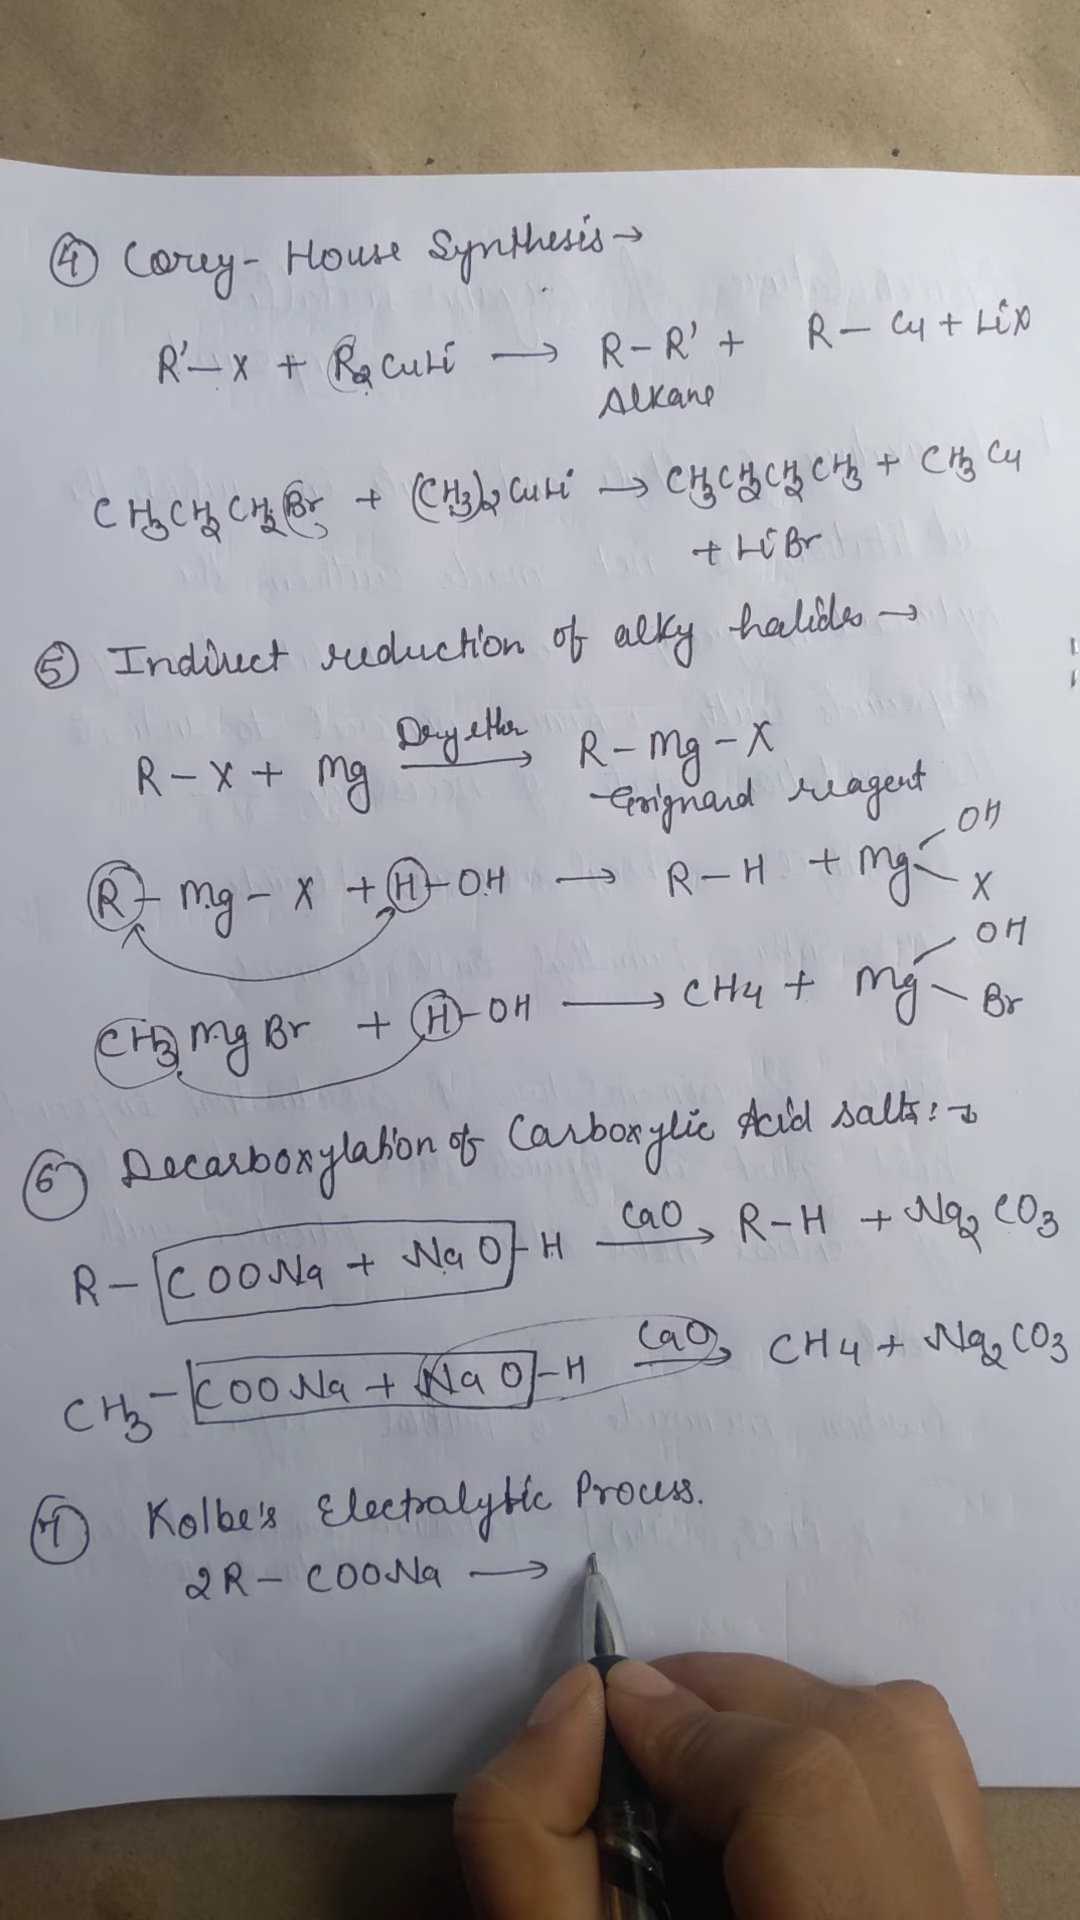 ④ Corey-House Synthesis→
R'—X + R₂CuLi ⟶ R-R' + R—Cu + LiX
Alkane
CH₃CH₂CH₂Br + (CH₃)₂CuLi ⟶ CH₃CH₂CH₂CH₃ + CH₃Cu
+ LiBr
⑤ Indirect reduction of alky halides →
R-X + Mg Dry ether ⟶ R-Mg-X
Grignard reagent
R-Mg-X + H-OH ⟶ R-H + Mg OH X
CH₃MgBr + H-OH ⟶ CH₄ + Mg OH Br
⑥ Decarboxylation of Carboxylic Acid salts:→
R-COONa + NaO-H CaO ⟶ R-H + Na₂CO₃
CH₃-COONa + NaO-H CaO ⟶ CH₄ + Na₂CO₃
⑦ Kolbe's Electralytic Process.
2R-COONa ⟶